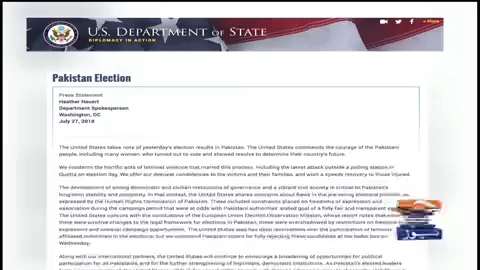 U.S. DEPARTMENT of STATE
DIPLOMACY IN ACTION
More
Pakistan Election
Press Statement
Heather Nauert
Department Spokesperson
Washington, DC
July 27, 2018
The United States takes note of yesterday's election results in Pakistan. The United States commends the courage of the Pakistani
people, including many women, who turned out to vote and showed resolve to determine their country's future.
We condemn the horrific acts of terrorist violence that marred this process, including the latest attack outside a polling station in
Quetta on election day. We offer our deepest condolences to the victims and their families, and wish a speedy recovery to those injured.
The development of strong democratic and civilian institutions of governance and a vibrant civil society is critical to Pakistan's
long-term stability and prosperity. In that context, the United States shares concerns about flaws in the pre-voting electoral process, as
expressed by the Human Rights Commission of Pakistan. These included constraints placed on freedoms of expression and
association during the campaign period that were at odds with Pakistani authorities' stated goal of a fully fair and transparent
The United States concurs with the conclusions of the European Union Election Observation Mission, whose report notes that
there were positive changes to the legal framework for elections in Pakistan, these were overshadowed by restrictions on freedom
expression and unequal campaign opportunities. The United States also has deep reservations over the participation of terrorist-
affiliated individuals in the elections, but we commend Pakistani voters for fully rejecting these candidates at the ballot box on
Wednesday.
Along with our international partners, the United States will continue to encourage a broadening of opportunities for political
participation for all Pakistanis, and for the further strengthening of legitimate, democratic institutions. As Pakistan's elected leaders